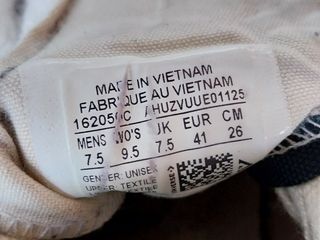 MADE IN VIETNAM
FABRIQUE AU VIETNAM
162050C AHUZVUUE01125
MENS WO'S UK EUR CM
7.5 9.5 7.5 41 26
GENDER: UNISEX
UPPER: TEXTILE